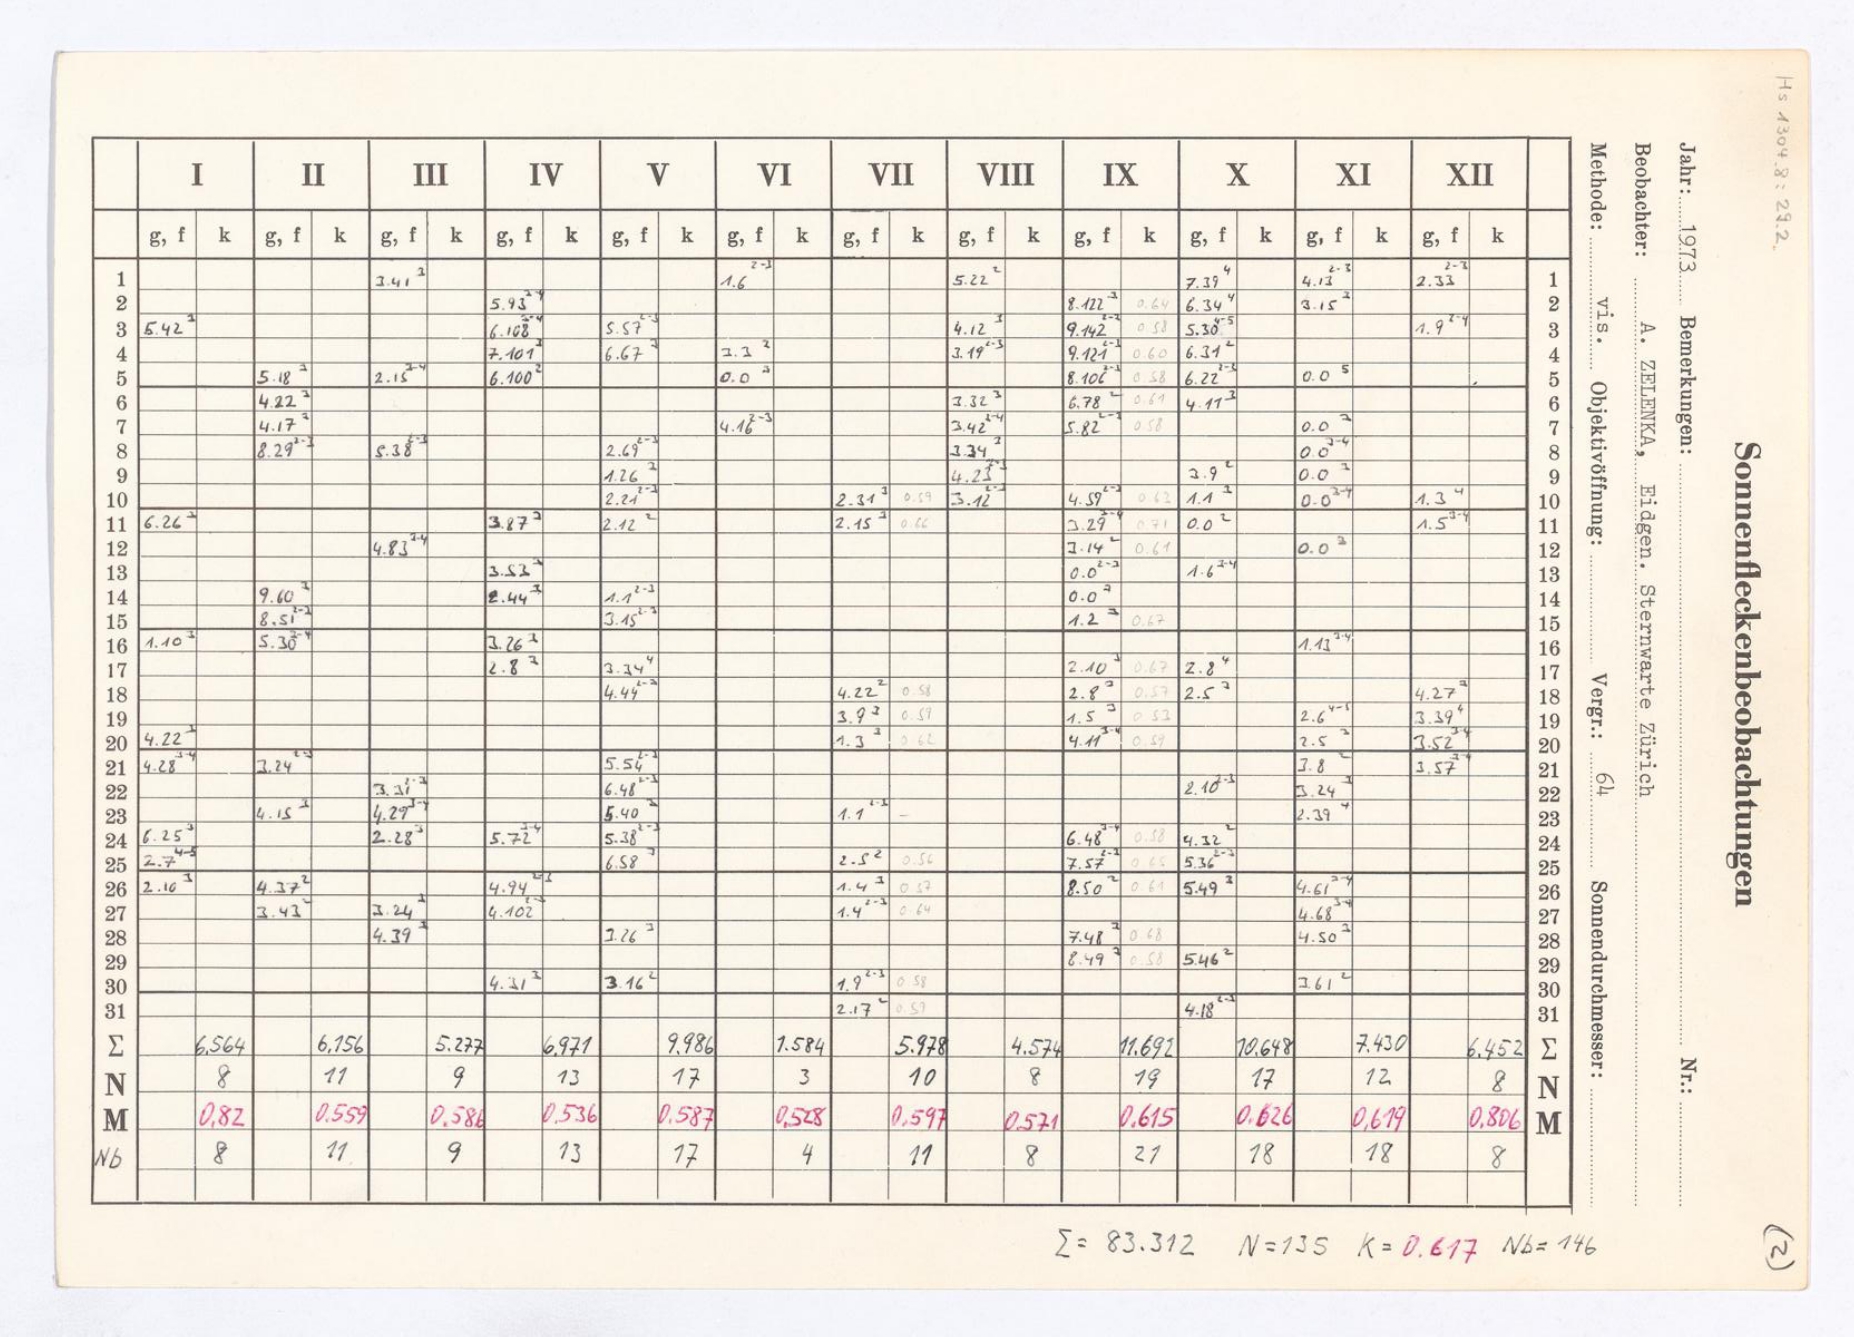 Hs 1304.8:29.2.
Sonnenfleckenbeobachtungen
Jahr: 1973 Bemerkungen: Nr.:
Beobachter: A. ZELENKA, Eidgen. Sternwarte Zürich
Methode: vis. Objektivöffnung: Vergr.: 64 Sonnendurchmesser:
I II III IV V VI VII VIII IX X XI XII
g, f k g, f k g, f k g, f k g, f k g, f k g, f k g, f k g, f k g, f k g, f k g, f k
1 3.41³ 1.6²⁻³ 5.22² 7.39⁴ 4.13²⁻³ 2.33²⁻³ 1
2 5.93³⁻⁴ 8.122³ 0.64 6.34⁴ 3.15³ 2
3 5.42³ 6.108³⁻⁴ 5.57²⁻³ 4.12³ 9.142²⁻³ 0.58 5.30⁴⁻⁵ 1.9²⁻⁴ 3
4 7.101³ 6.67³ 3.3² 3.19²⁻³ 9.121²⁻³ 0.60 6.31² 4
5 5.18³ 2.15³⁻⁴ 6.100² 0.0³ 8.106²⁻³ 0.58 6.22²⁻³ 0.0⁵ 5
6 4.22³ 3.32³ 6.78² 0.61 4.11³ 6
7 4.17³ 4.16²⁻³ 3.42²⁻⁴ 5.82²⁻³ 0.58 0.0³ 7
8 8.29²⁻³ 5.38²⁻³ 2.69²⁻³ 3.34³ 0.0³⁻⁴ 8
9 1.26³ 4.23²⁻³ 3.9² 0.0³ 9
10 2.21²⁻³ 2.31³ 0.59 3.12²⁻³ 4.59²⁻³ 0.62 1.1³ 0.0³⁻⁴ 1.3⁴ 10
11 6.26³ 3.87³ 2.12² 2.15³ 0.66 3.29³⁻⁴ 0.71 0.0² 1.5³⁻⁴ 11
12 4.83³⁻⁴ 3.14² 0.61 0.0³ 12
13 3.53³ 0.0²⁻³ 1.6³⁻⁴ 13
14 9.60³ 2.44³ 1.1²⁻³ 0.0³ 14
15 8.51²⁻³ 3.15²⁻³ 1.2³ 0.67 15
16 1.10³ 5.30³⁻⁴ 3.26³ 1.13³⁻⁴ 16
17 2.8³ 3.34⁴ 2.10³ 0.67 2.8⁴ 17
18 4.44²⁻³ 4.22² 0.58 2.8³ 0.57 2.5³ 4.27³ 18
19 3.9³ 0.59 1.5³ 0.53 2.6⁴⁻⁵ 3.39⁴ 19
20 4.22³ 1.3³ 0.62 4.11³⁻⁴ 0.59 2.5³ 3.52³⁻⁴ 20
21 4.28³⁻⁴ 3.24²⁻³ 5.54²⁻³ 3.8² 3.57³⁻⁴ 21
22 3.31²⁻³ 6.48²⁻³ 2.10²⁻³ 3.24³ 22
23 4.15³ 4.29³⁻⁴ 5.40³ 1.1²⁻³ – 2.39⁴ 23
24 6.25³ 2.28³ 5.72³⁻⁴ 5.38²⁻³ 6.48³⁻⁴ 0.58 4.32² 24
25 2.7⁴⁻⁵ 6.58³ 2.5² 0.56 7.57²⁻³ 0.65 5.36²⁻³ 25
26 2.10³ 4.37² 4.94²⁻³ 1.4³ 0.57 8.50² 0.61 5.49³ 4.61³⁻⁴ 26
27 3.43² 3.24³ 4.102²⁻³ 1.4²⁻³ 0.64 4.68³⁻⁴ 27
28 4.39³ 3.26³ 7.48³ 0.68 4.50³ 28
29 8.49³ 0.58 5.46² 29
30 4.31³ 3.16² 1.9²⁻³ 0.58 3.61² 30
31 2.17² 0.59 4.18²⁻³ 31
Σ 6,564 6,156 5.277 6,971 9.986 1.584 5.978 4.574 11.692 10.648 7.430 6.452 Σ
N 8 11 9 13 17 3 10 8 19 17 12 8 N
M 0,82 0.559 0.586 0.536 0.587 0,528 0.597 0.571 0.615 0.626 0,619 0,806 M
Nb 8 11 9 13 17 4 11 8 21 18 18 8
Σ= 83.312 N=135 K=0.617 Nb=146
(2)